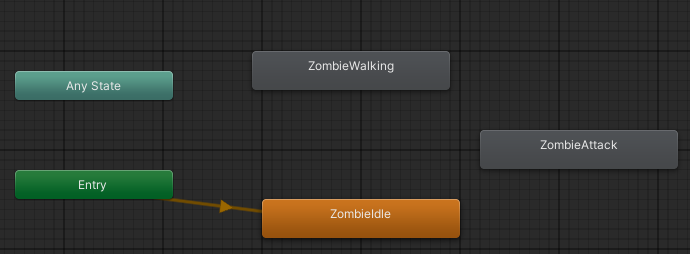 ZombieWalking
Any State
ZombieAttack
Entry
ZombieIdle